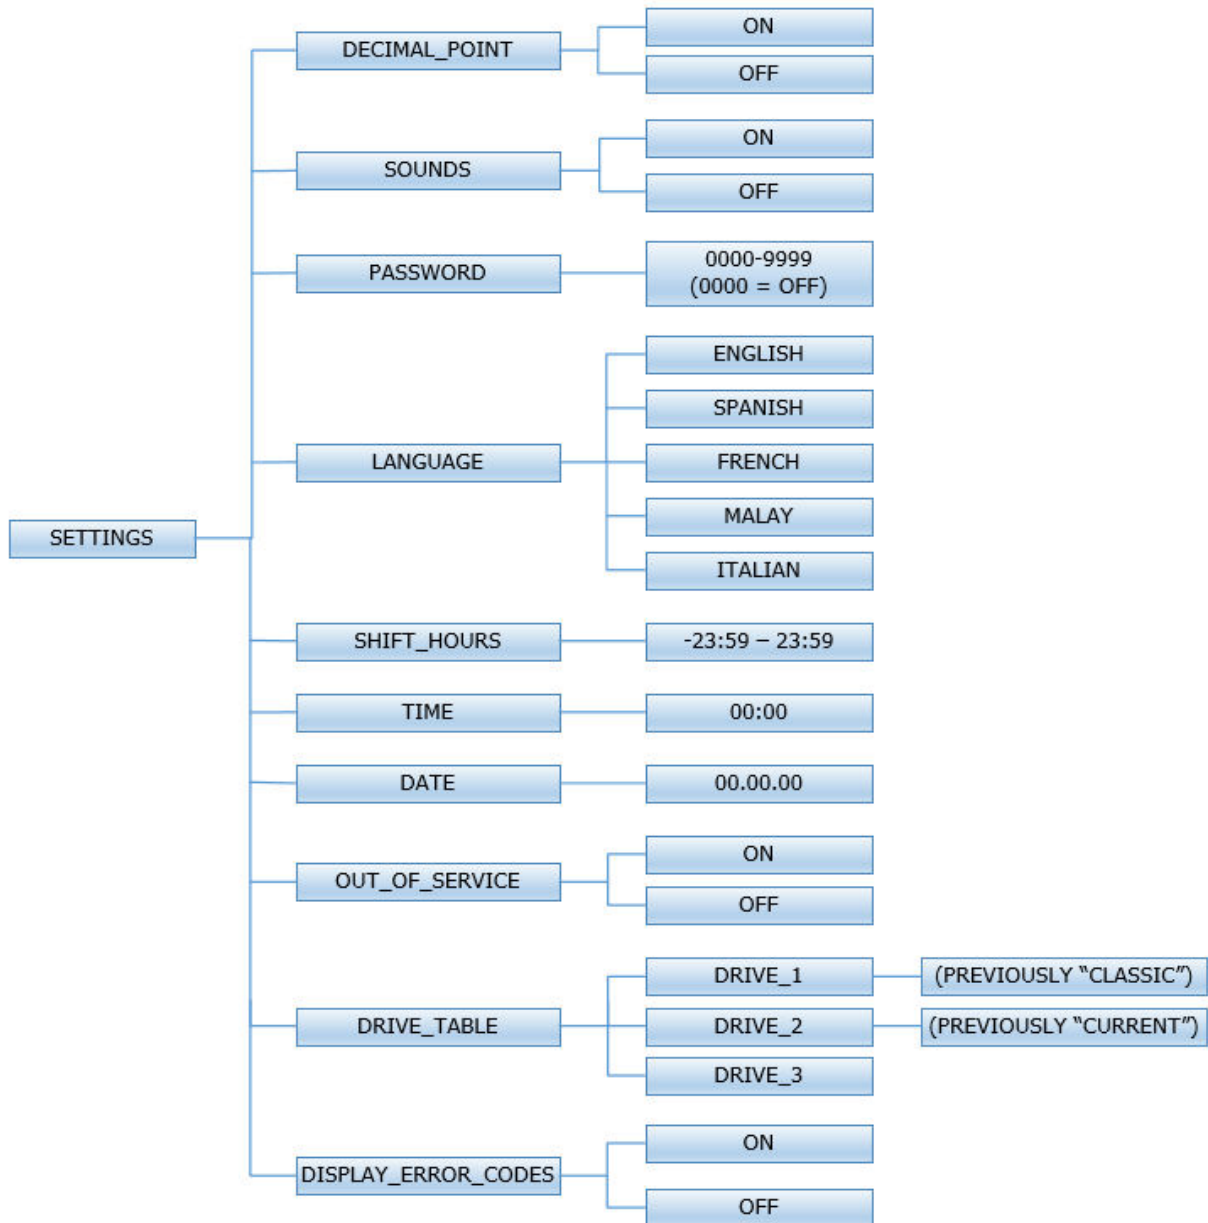 SETTINGS
DECIMAL_POINT
ON
OFF
SOUNDS
ON
OFF
PASSWORD
0000-9999
(0000 = OFF)
LANGUAGE
ENGLISH
SPANISH
FRENCH
MALAY
ITALIAN
SHIFT_HOURS
-23:59 – 23:59
TIME
00:00
DATE
00.00.00
OUT_OF_SERVICE
ON
OFF
DRIVE_TABLE
DRIVE_1
(PREVIOUSLY “CLASSIC”)
DRIVE_2
(PREVIOUSLY “CURRENT”)
DRIVE_3
DISPLAY_ERROR_CODES
ON
OFF